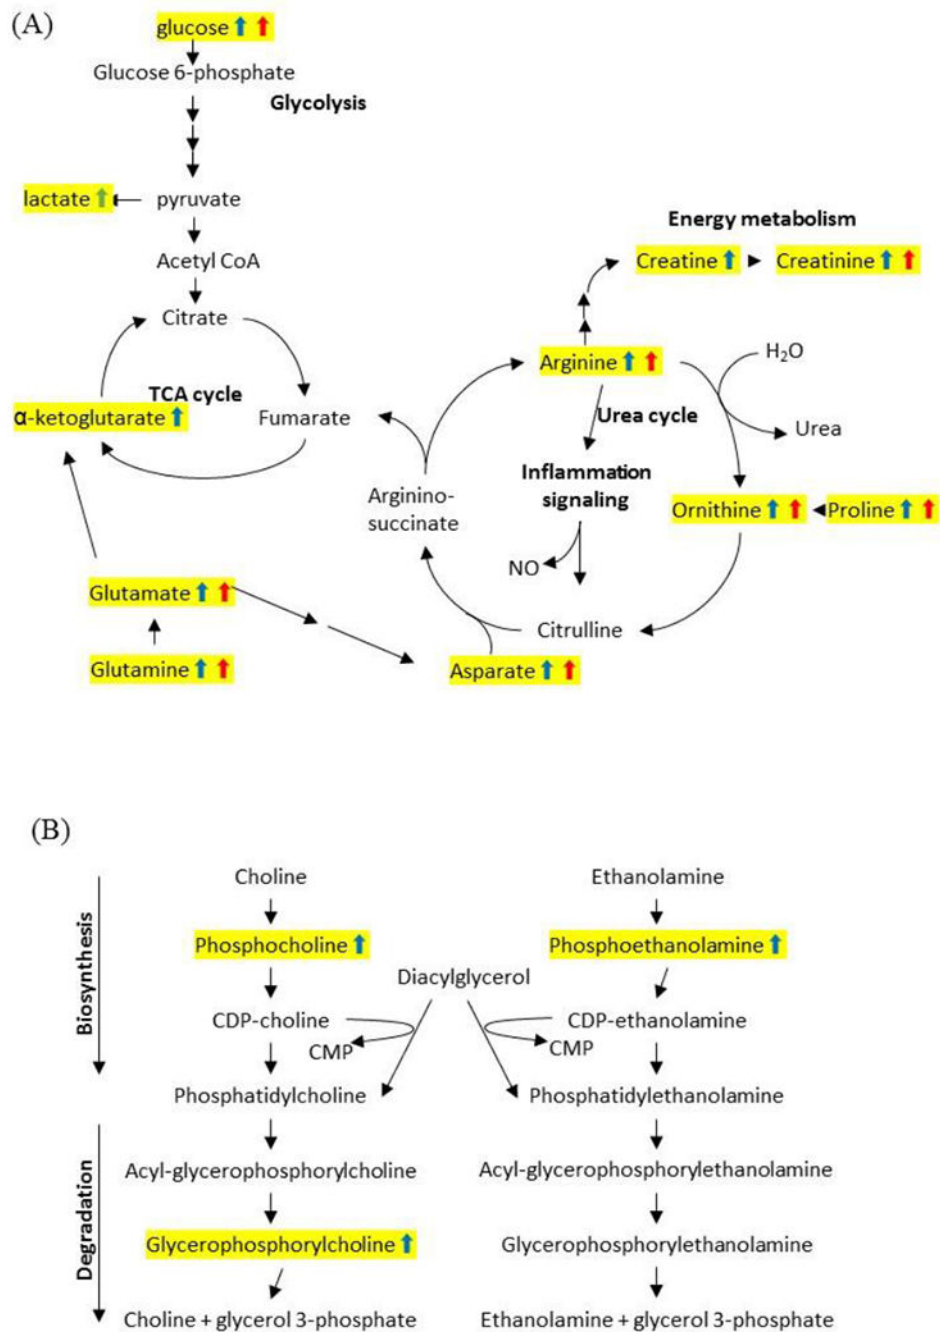 (A)
glucose
Glucose 6-phosphate
Glycolysis
lactate
pyruvate
Energy metabolism
Acetyl CoA
Creatine
Creatinine
Citrate
H₂O
Arginine
TCA cycle
α-ketoglutarate
Fumarate
Urea cycle
Urea
Inflammation
signaling
Arginino-
succinate
Ornithine
Proline
NO
Glutamate
Citrulline
Glutamine
Asparate
(B)
Biosynthesis
Choline
Ethanolamine
Phosphocholine
Phosphoethanolamine
Diacylglycerol
CDP-choline
CDP-ethanolamine
CMP
CMP
Phosphatidylcholine
Phosphatidylethanolamine
Degradation
Acyl-glycerophosphorylcholine
Acyl-glycerophosphorylethanolamine
Glycerophosphorylcholine
Glycerophosphorylethanolamine
Choline + glycerol 3-phosphate
Ethanolamine + glycerol 3-phosphate